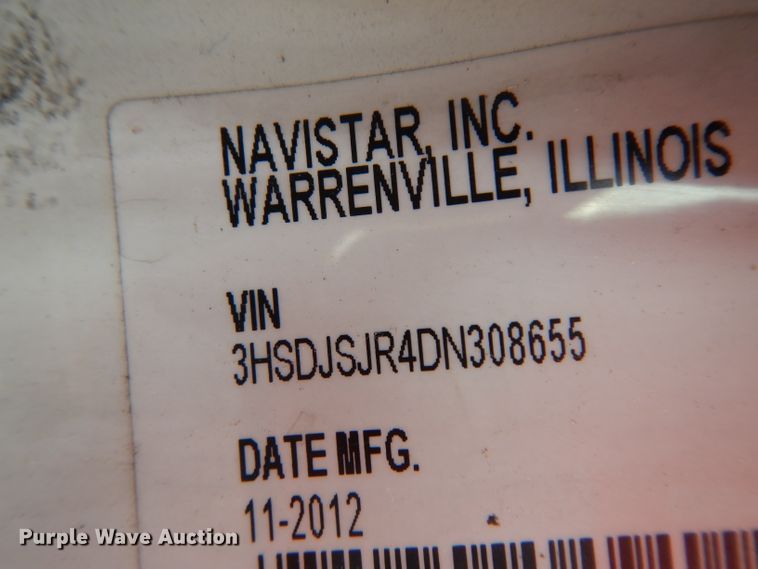 NAVISTAR, INC.
WARRENVILLE, ILLINOIS
VIN
3HSDJSJR4DN308655
DATE MFG.
11-2012
Purple Wave Auction